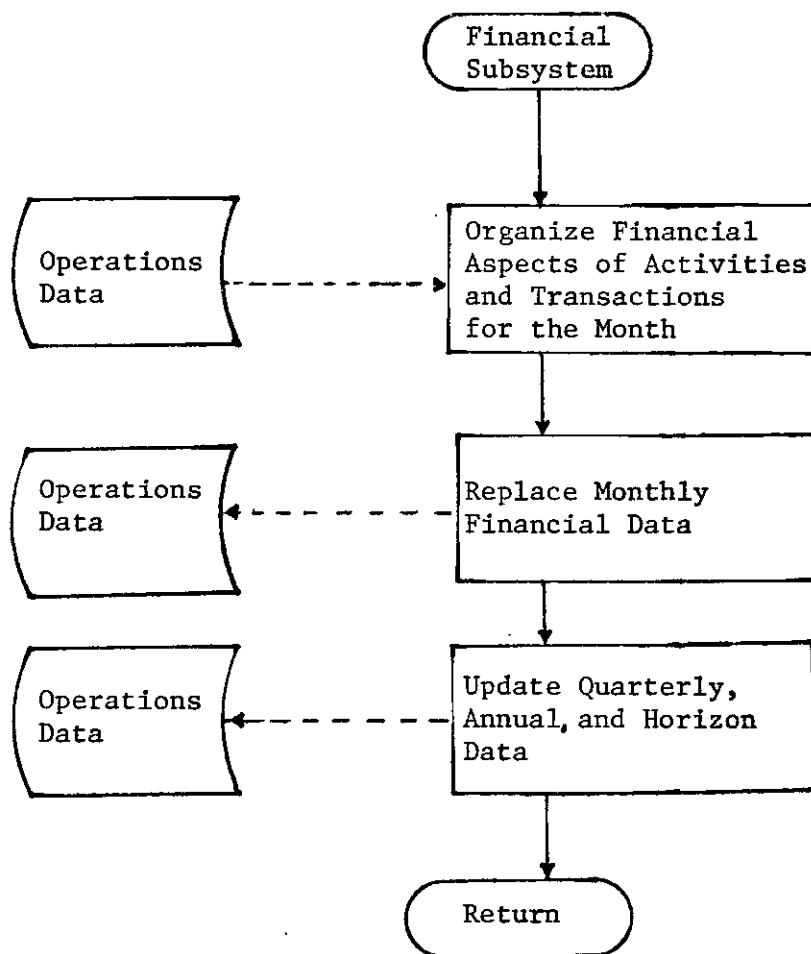 Financial
Subsystem
Operations
Data
Organize Financial
Aspects of Activities
and Transactions
for the Month
Operations
Data
Replace Monthly
Financial Data
Operations
Data
Update Quarterly,
Annual, and Horizon
Data
Return